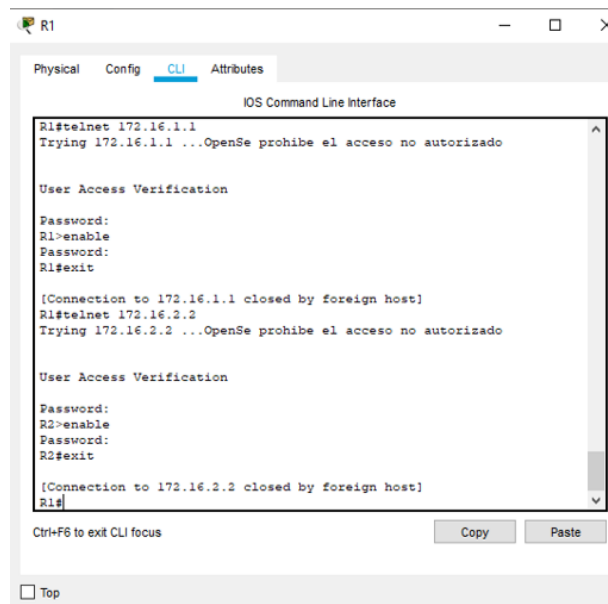 R1
Physical Config CLI Attributes
IOS Command Line Interface
R1#telnet 172.16.1.1
Trying 172.16.1.1 ...OpenSe prohibe el acceso no autorizado
User Access Verification
Password:
R1>enable
Password:
R1#exit
[Connection to 172.16.1.1 closed by foreign host]
R1#telnet 172.16.2.2
Trying 172.16.2.2 ...OpenSe prohibe el acceso no autorizado
User Access Verification
Password:
R2>enable
Password:
R2#exit
[Connection to 172.16.2.2 closed by foreign host]
R1#
Ctrl+F6 to exit CLI focus
Copy Paste
Top